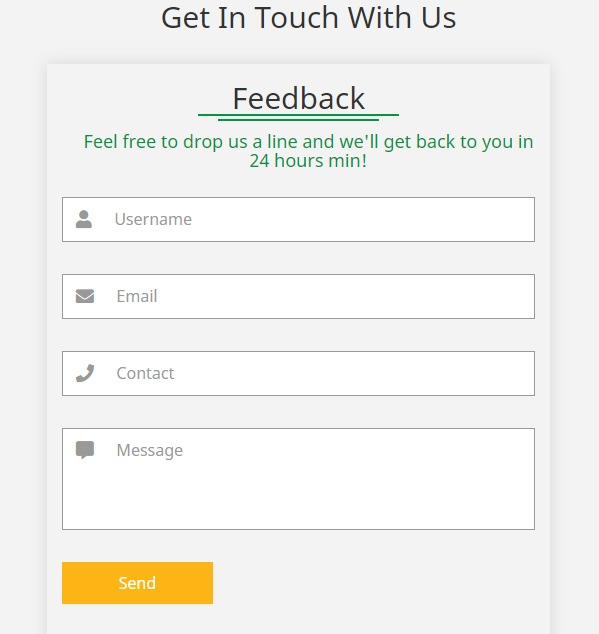 Get In Touch With Us
Feedback
Feel free to drop us a line and we'll get back to you in
24 hours min!
Username
Email
Contact
Message
Send